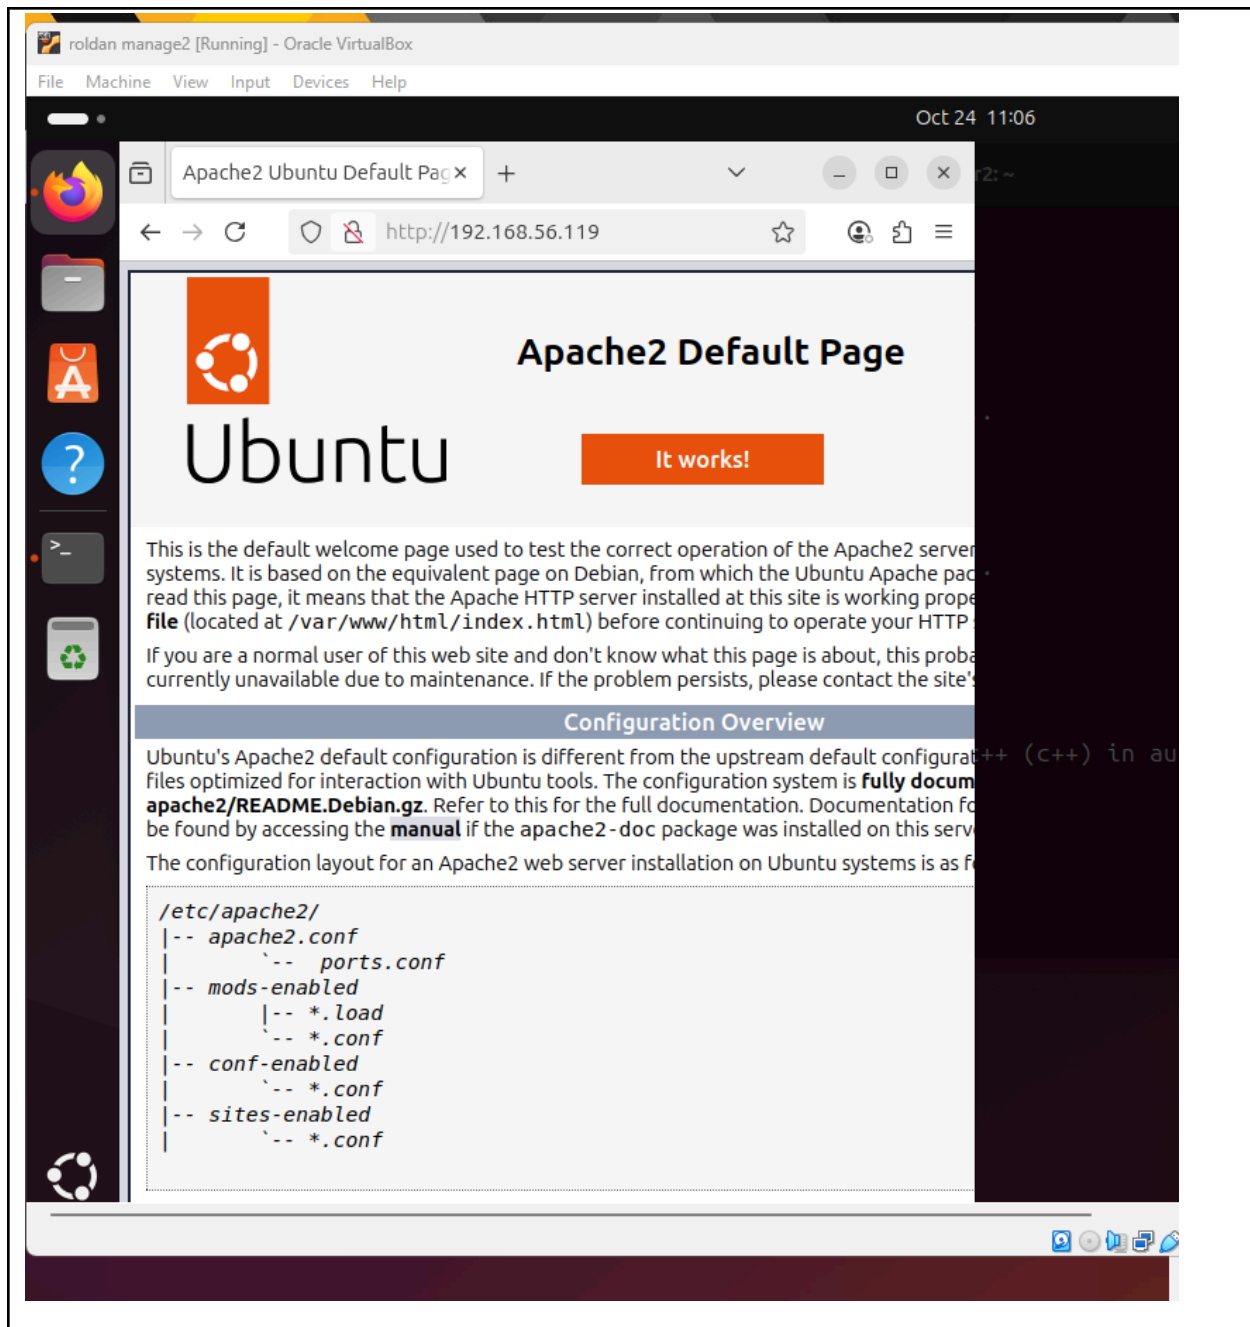 roldan manage2 [Running] - Oracle VirtualBox
File Machine View Input Devices Help
Oct 24 11:06
Apache2 Ubuntu Default Pag
r2: ~
http://192.168.56.119
Apache2 Default Page
Ubuntu
It works!
This is the default welcome page used to test the correct operation of the Apache2 server
systems. It is based on the equivalent page on Debian, from which the Ubuntu Apache pac
read this page, it means that the Apache HTTP server installed at this site is working prope
file (located at /var/www/html/index.html) before continuing to operate your HTTP
If you are a normal user of this web site and don't know what this page is about, this proba
currently unavailable due to maintenance. If the problem persists, please contact the site's
Configuration Overview
Ubuntu's Apache2 default configuration is different from the upstream default configurat
++ (c++) in au
files optimized for interaction with Ubuntu tools. The configuration system is fully docum
apache2/README.Debian.gz. Refer to this for the full documentation. Documentation fo
be found by accessing the manual if the apache2-doc package was installed on this serv
The configuration layout for an Apache2 web server installation on Ubuntu systems is as fo
/etc/apache2/
|-- apache2.conf
|       `--  ports.conf
|-- mods-enabled
|       |-- *.load
|       `-- *.conf
|-- conf-enabled
|       `-- *.conf
|-- sites-enabled
|       `-- *.conf